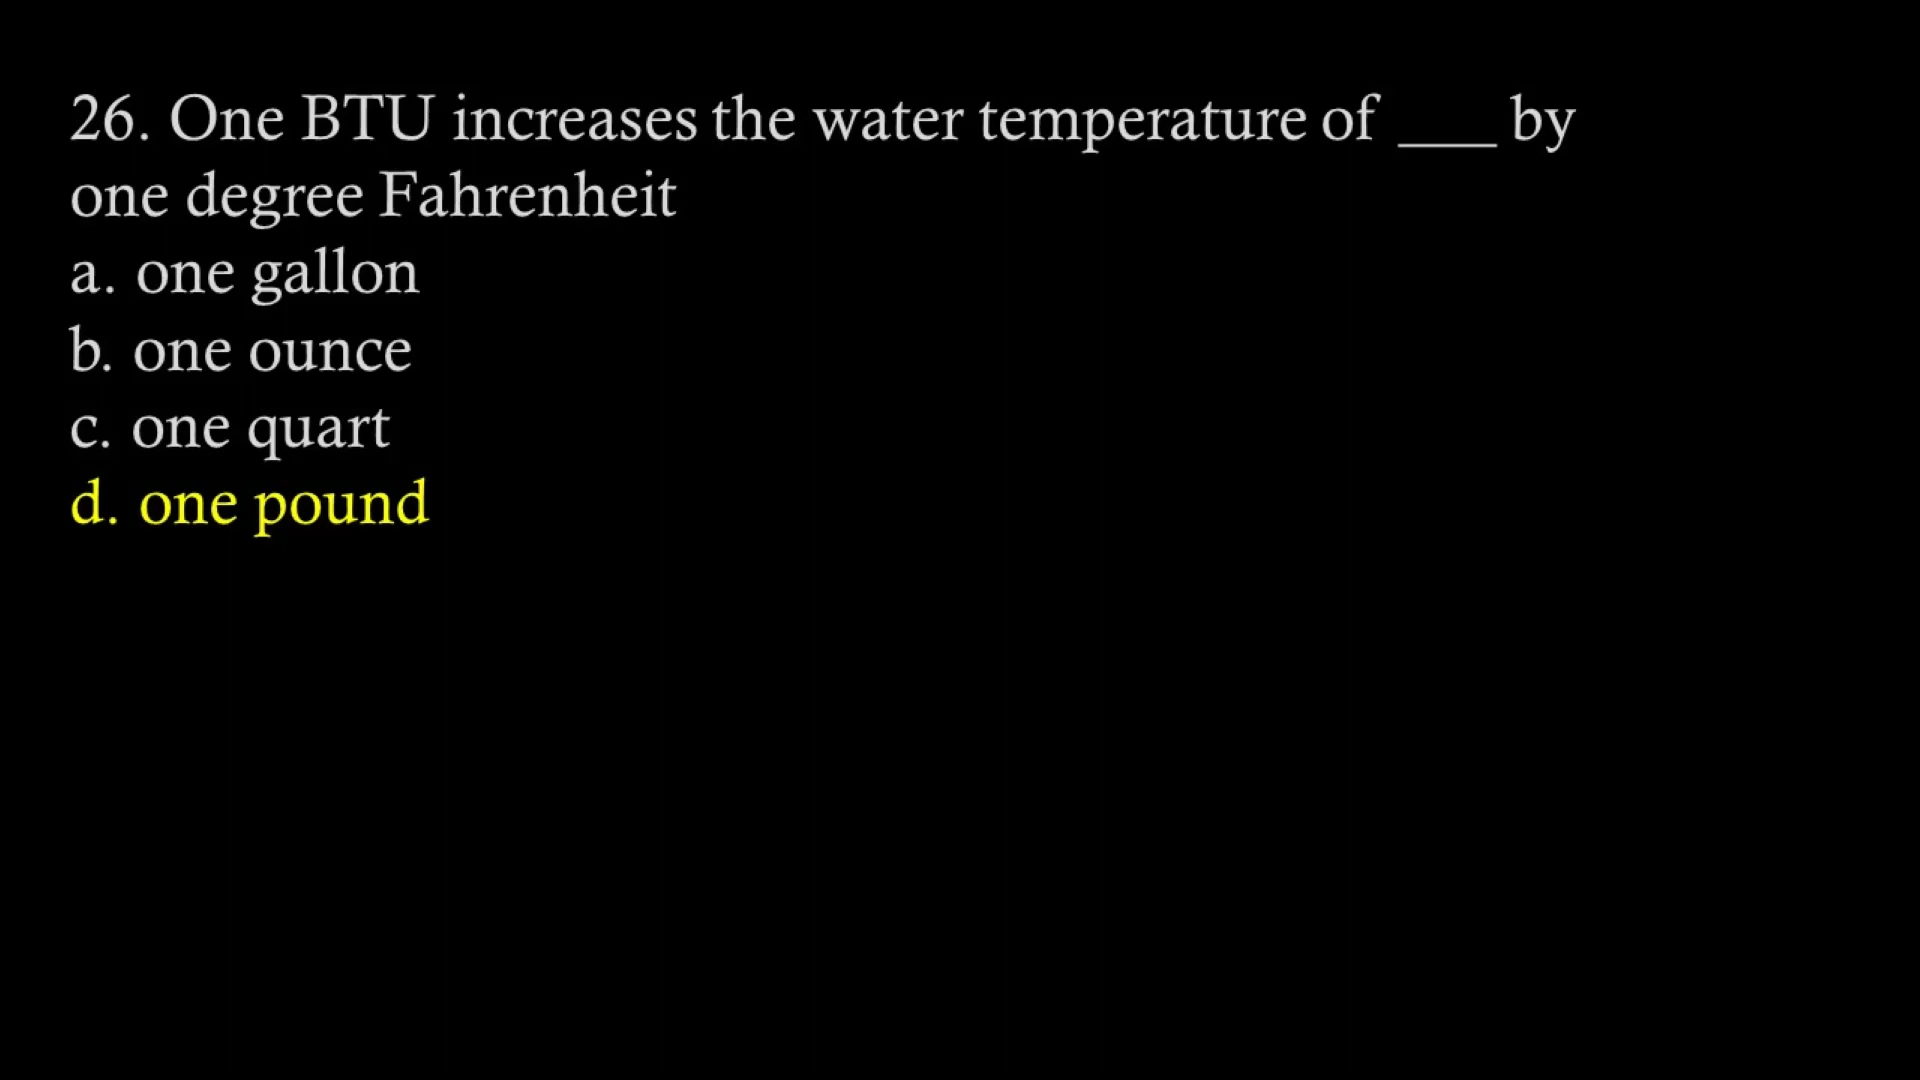 26. One BTU increases the water temperature of ____ by
one degree Fahrenheit
a. one gallon
b. one ounce
c. one quart
d. one pound